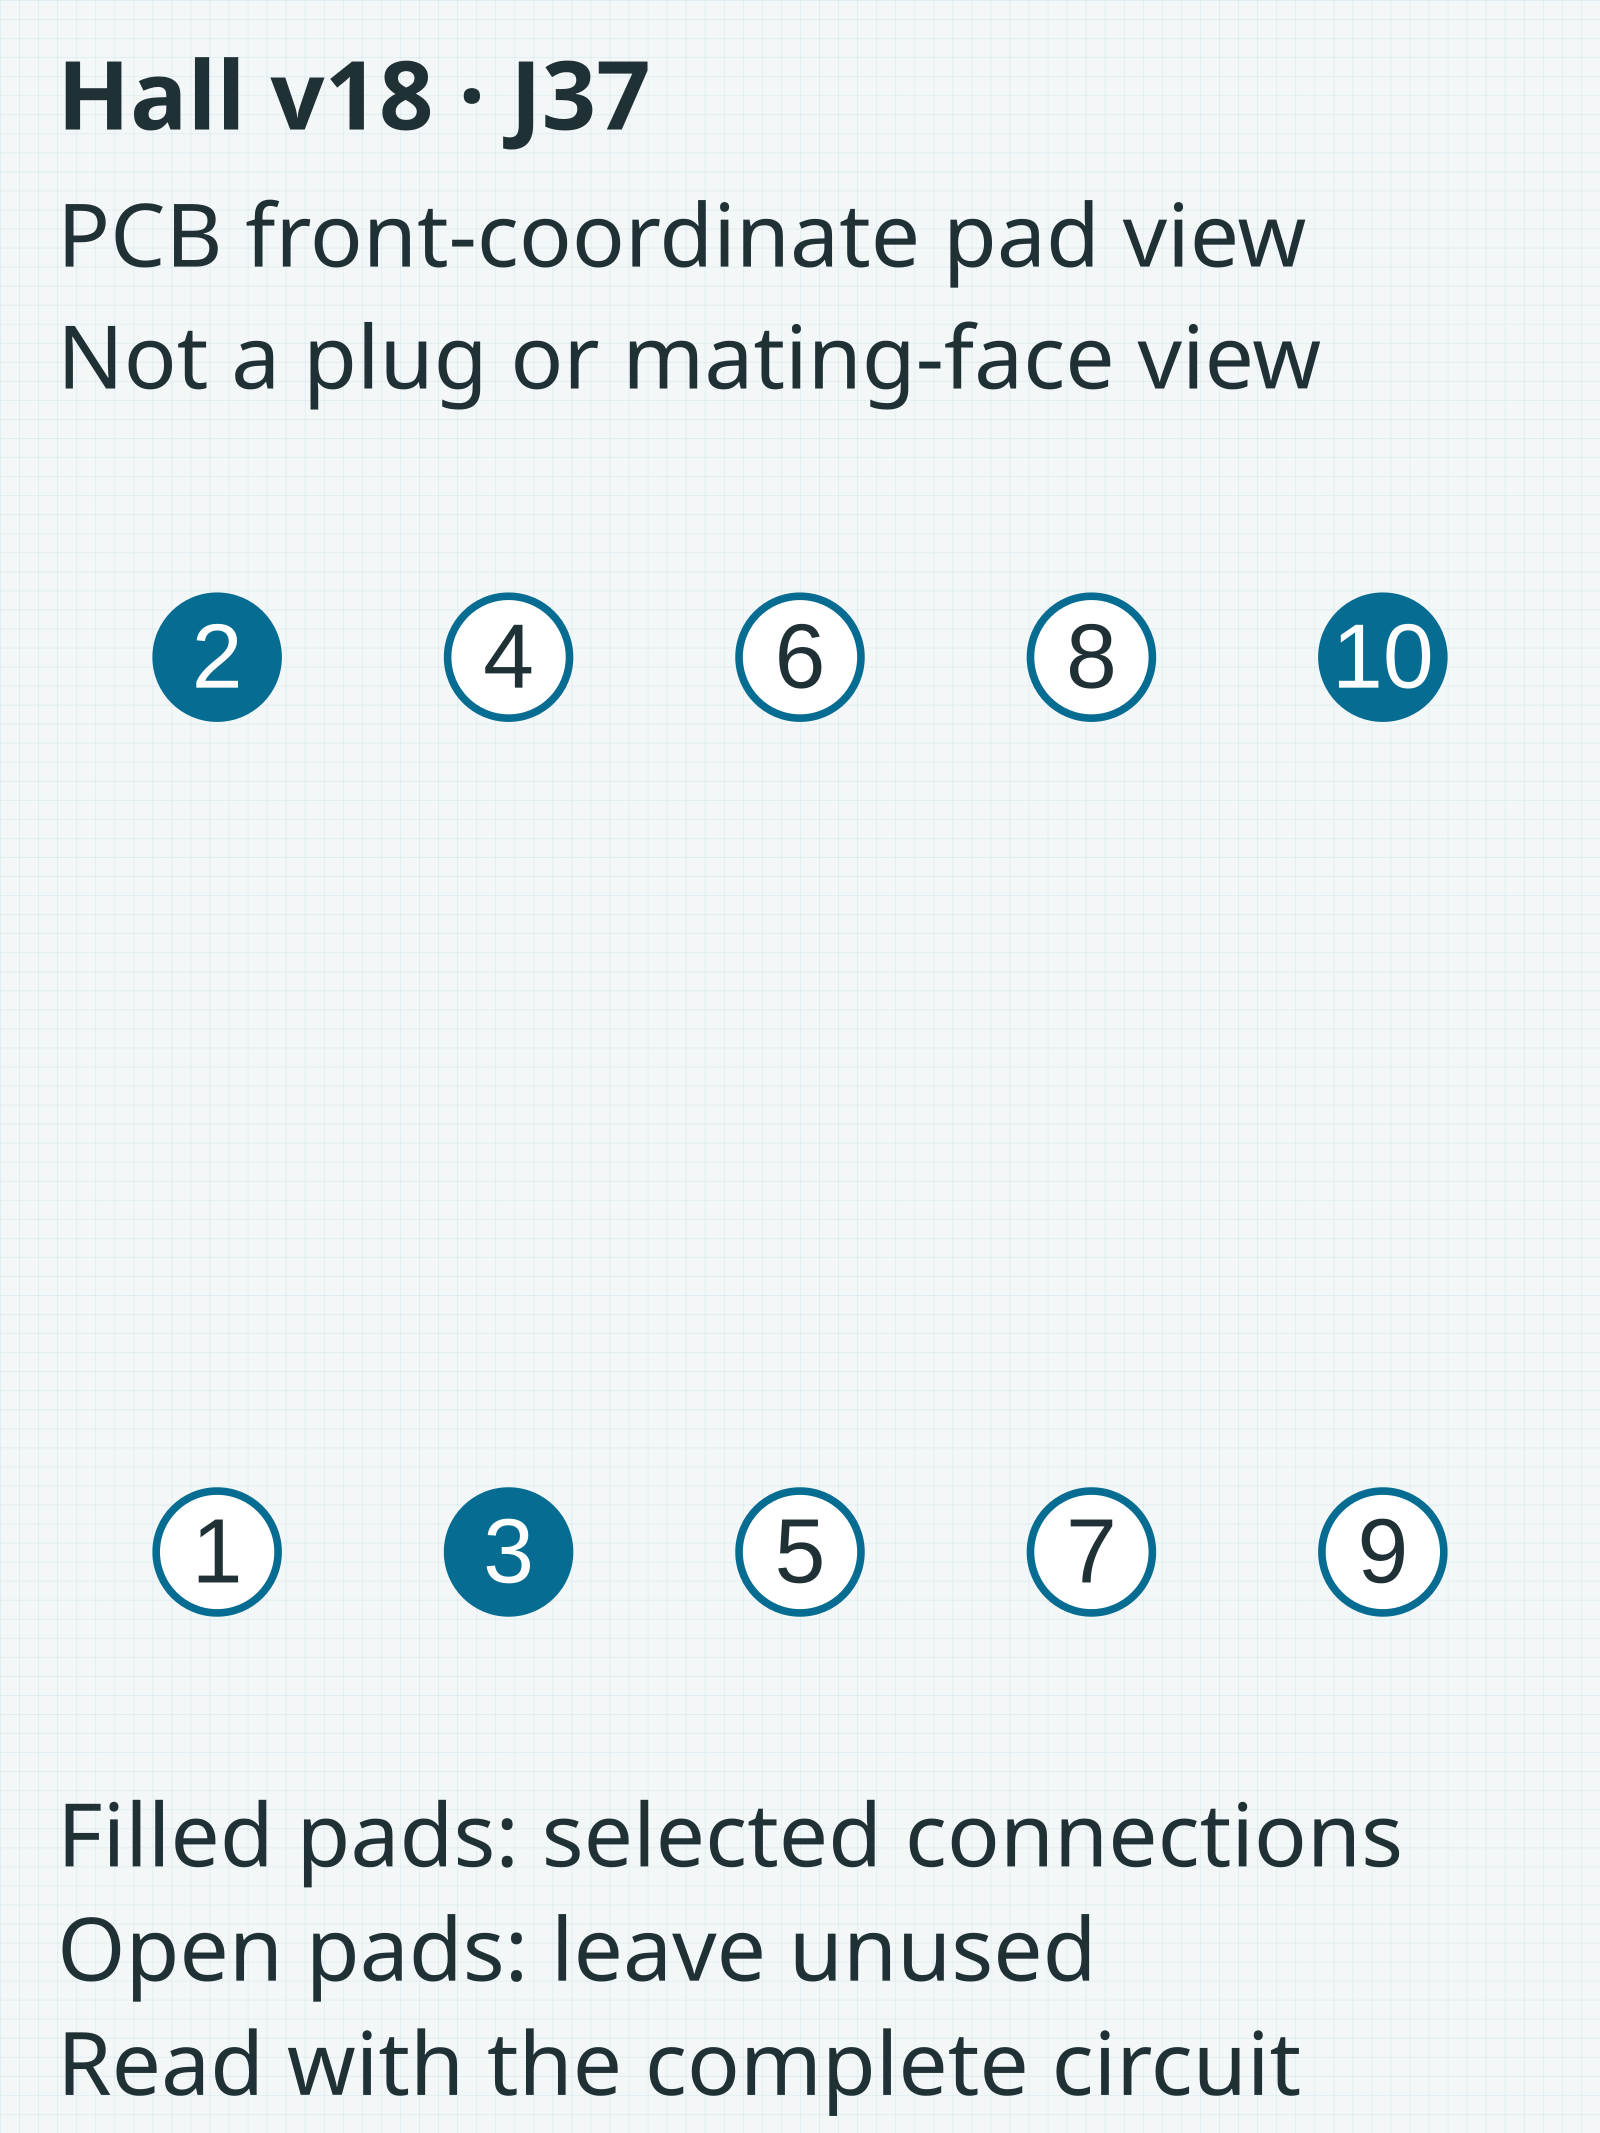 Hall v18 · J37
PCB front-coordinate pad view
Not a plug or mating-face view
2 4 6 8 10
1 3 5 7 9
Filled pads: selected connections
Open pads: leave unused
Read with the complete circuit